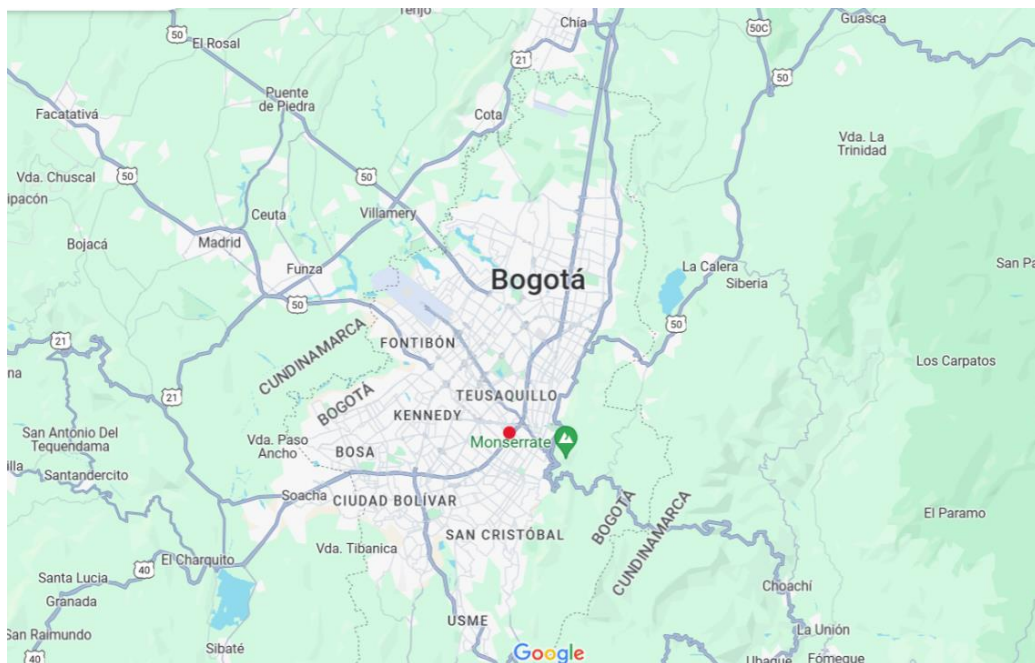 Tenjo
Chía
Guasca
50
50C
El Rosal
21
50
Puente
de Piedra
Facatativá
Cota
Vda. La
Trinidad
50
Vda. Chuscal
50
ipacón
Ceuta
Villamery
Bojacá
Madrid
Funza
La Calera
Siberia
San Pa
Bogotá
50
50
21
FONTIBÓN
CUNDINAMARCA
Los Carpatos
na
21
BOGOTÁ
TEUSAQUILLO
KENNEDY
San Antonio Del
Tequendama
Vda. Paso
Ancho
Monserrate
BOSA
illa
Santandercito
Soacha
CIUDAD BOLÍVAR
BOGOTÁ
CUNDINAMARCA
El Paramo
SAN CRISTÓBAL
Vda. Tibanica
El Charquito
40
Santa Lucia
Granada
Choachí
USME
San Raimundo
La Unión
Sibaté
40
Google
Ubaque
Fómeque